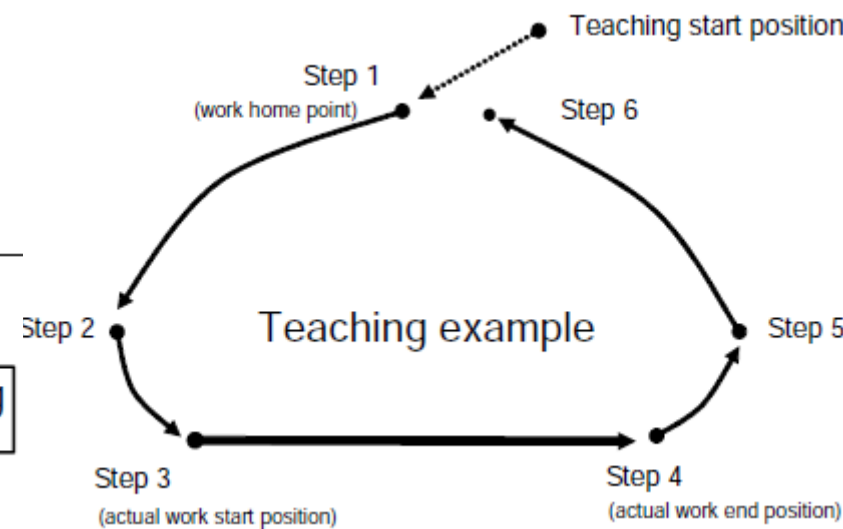 Teaching start position
Step 1
(work home point)
Step 6
Step 2
Teaching example
Step 5
Step 3
(actual work start position)
Step 4
(actual work end position)